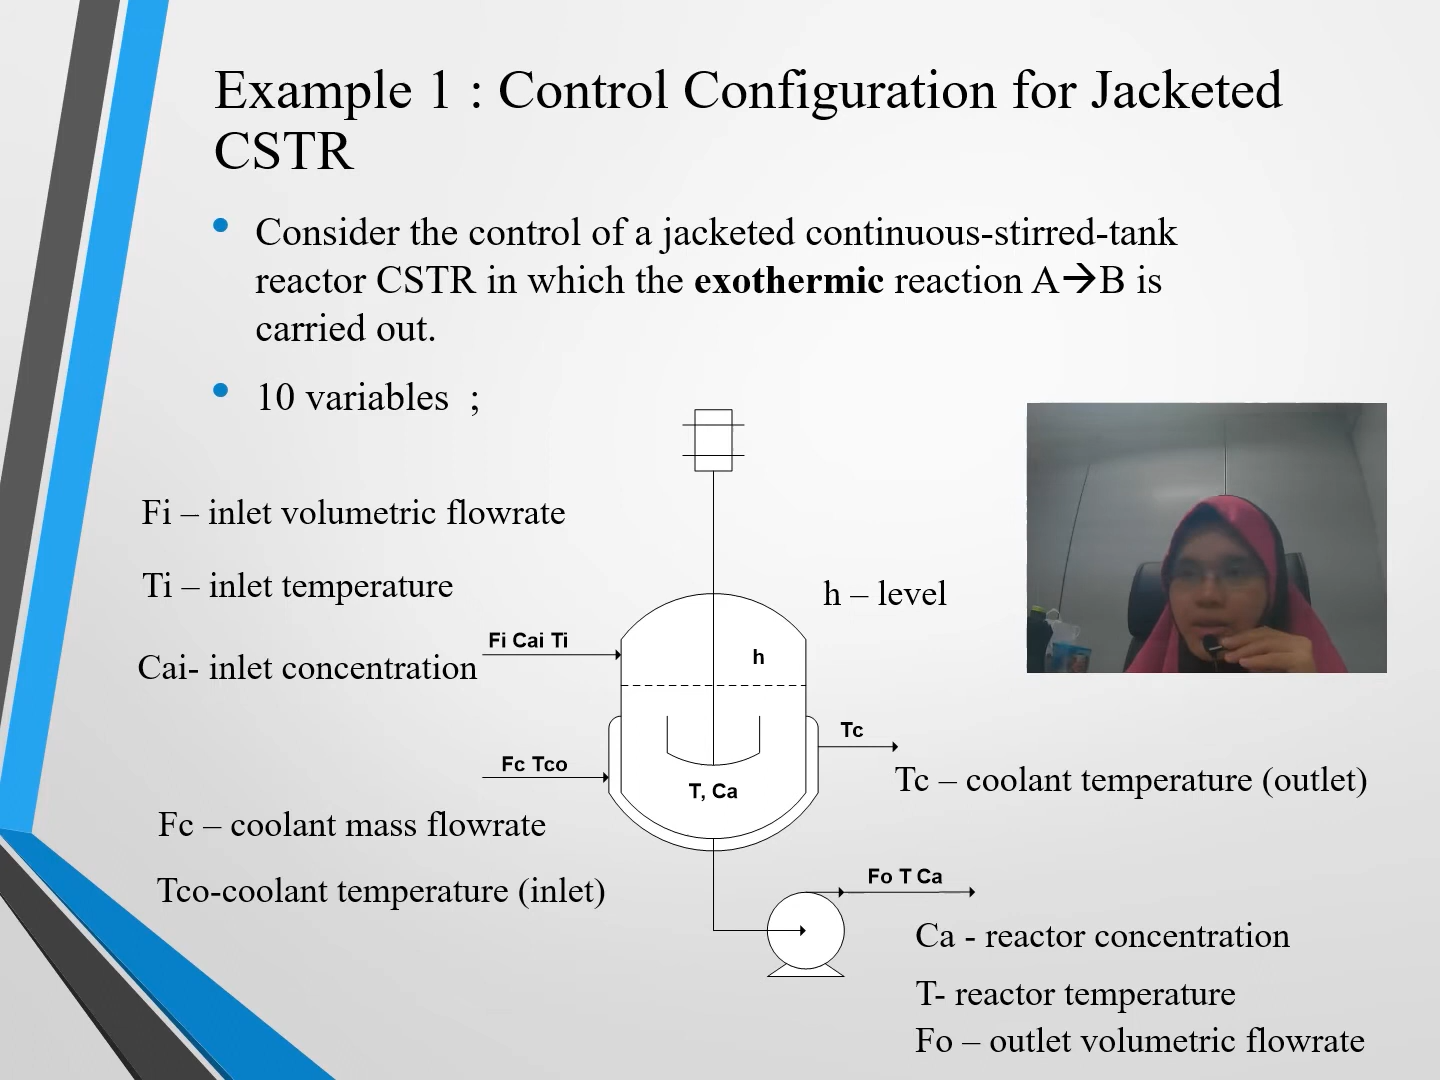 Example 1 : Control Configuration for Jacketed
CSTR
Consider the control of a jacketed continuous-stirred-tank
reactor CSTR in which the exothermic reaction A→B is
carried out.
10 variables  ;
Fi – inlet volumetric flowrate
Ti – inlet temperature
h – level
Fi Cai Ti
Cai- inlet concentration
h
Tc
Fc Tco
Tc – coolant temperature (outlet)
T, Ca
Fc – coolant mass flowrate
Fo T Ca
Tco-coolant temperature (inlet)
Ca - reactor concentration
T- reactor temperature
Fo – outlet volumetric flowrate